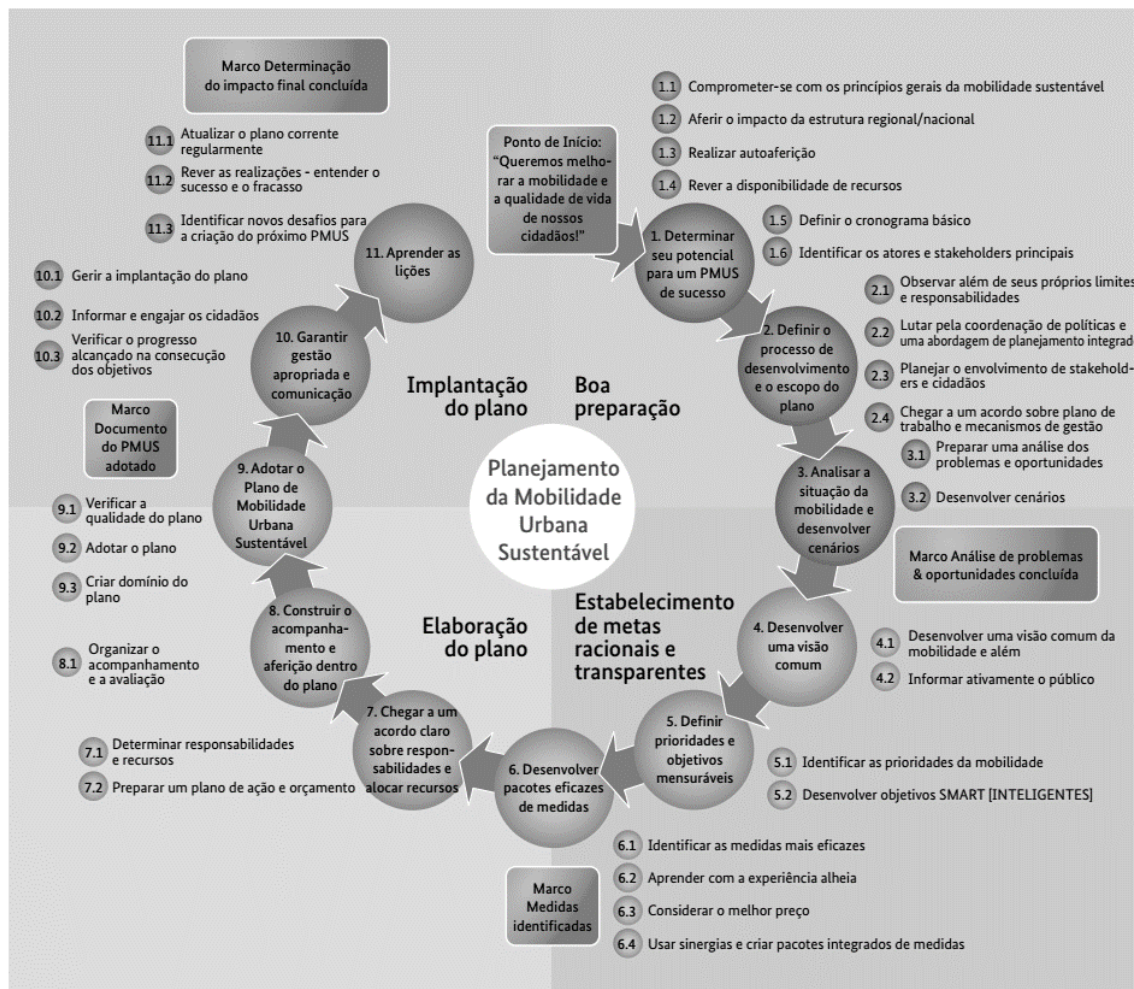 Marco Determinação
do impacto final concluída
11.1 Atualizar o plano corrente
regularmente
11.2 Rever as realizações - entender o
sucesso e o fracasso
11.3 Identificar novos desafios para
a criação do próximo PMUS
Ponto de Início:
“Queremos melho-
rar a mobilidade e
a qualidade de vida
de nossos
cidadãos!”
1.1 Comprometer-se com os princípios gerais da mobilidade sustentável
1.2 Aferir o impacto da estrutura regional/nacional
1.3 Realizar autoaferição
1.4 Rever a disponibilidade de recursos
1.5 Definir o cronograma básico
1.6 Identificar os atores e stakeholders principais
1. Determinar
seu potencial
para um PMUS
de sucesso
2.1 Observar além de seus próprios limites
e responsabilidades
2.2 Lutar pela coordenação de políticas e
uma abordagem de planejamento integrad
2.3 Planejar o envolvimento de stakehold-
ers e cidadãos
2.4 Chegar a um acordo sobre plano de
trabalho e mecanismos de gestão
2. Definir o
processo de
desenvolvimento
e o escopo do
plano
3.1 Preparar uma análise dos
problemas e oportunidades
3.2 Desenvolver cenários
3. Analisar a
situação da
mobilidade e
desenvolver
cenários
Marco Análise de problemas
& oportunidades concluída
4. Desenvolver
uma visão
comum
4.1 Desenvolver uma visão comum da
mobilidade e além
4.2 Informar ativamente o público
5. Definir
prioridades e
objetivos
mensuráveis
5.1 Identificar as prioridades da mobilidade
5.2 Desenvolver objetivos SMART [INTELIGENTES]
6. Desenvolver
pacotes eficazes
de medidas
6.1 Identificar as medidas mais eficazes
6.2 Aprender com a experiência alheia
6.3 Considerar o melhor preço
6.4 Usar sinergias e criar pacotes integrados de medidas
Marco
Medidas
identificadas
7. Chegar a um
acordo claro
sobre respon-
sabilidades e
alocar recursos
7.1 Determinar responsabilidades
e recursos
7.2 Preparar um plano de ação e orçamento
8. Construir o
acompanha-
mento e
aferição dentro
do plano
8.1 Organizar o
acompanhamento
e a avaliação
9. Adotar o
Plano de
Mobilidade
Urbana
Sustentável
9.1 Verificar a
qualidade do plano
9.2 Adotar o plano
9.3 Criar domínio do
plano
Marco
Documento
do PMUS
adotado
10. Garantir
gestão
apropriada e
comunicação
10.1 Gerir a implantação do plano
10.2 Informar e engajar os cidadãos
10.3 Verificar o progresso
alcançado na consecução
dos objetivos
11. Aprender as
lições
Implantação
do plano
Boa
preparação
Planejamento
da Mobilidade
Urbana
Sustentável
Elaboração
do plano
Estabelecimento
de metas
racionais e
transparentes